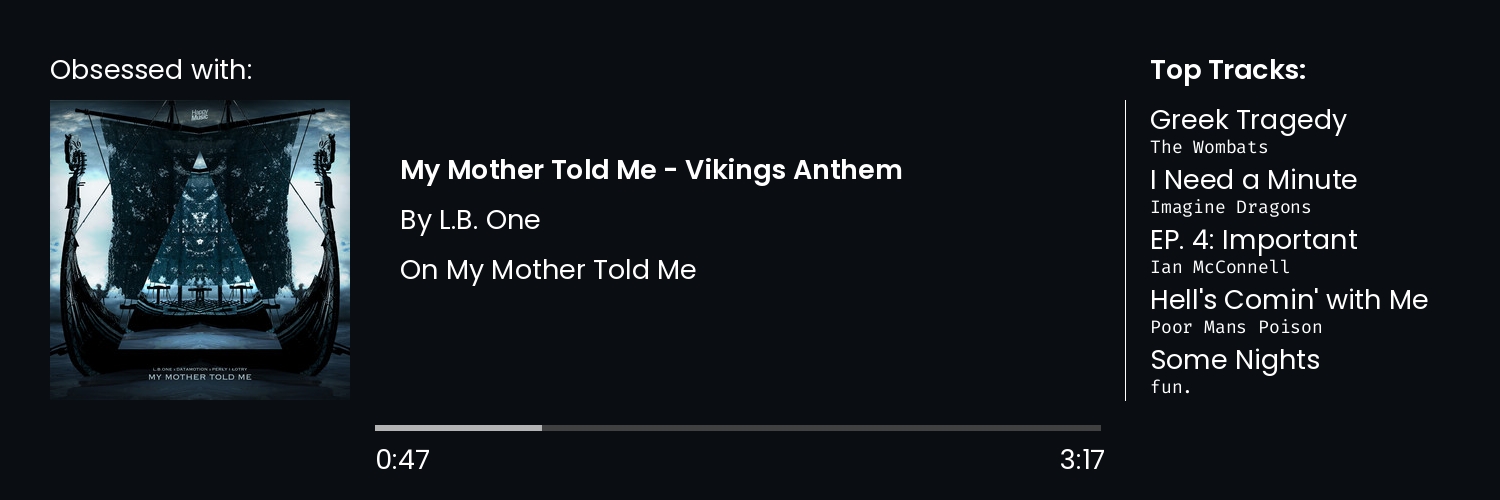 Obsessed with:
Happy
Music
L.B.ONE • DATAMOTION • PERLY I LOTRY
MY MOTHER TOLD ME
My Mother Told Me - Vikings Anthem
By L.B. One
On My Mother Told Me
0:47
3:17
Top Tracks:
Greek Tragedy
The Wombats
I Need a Minute
Imagine Dragons
EP. 4: Important
Ian McConnell
Hell's Comin' with Me
Poor Mans Poison
Some Nights
fun.